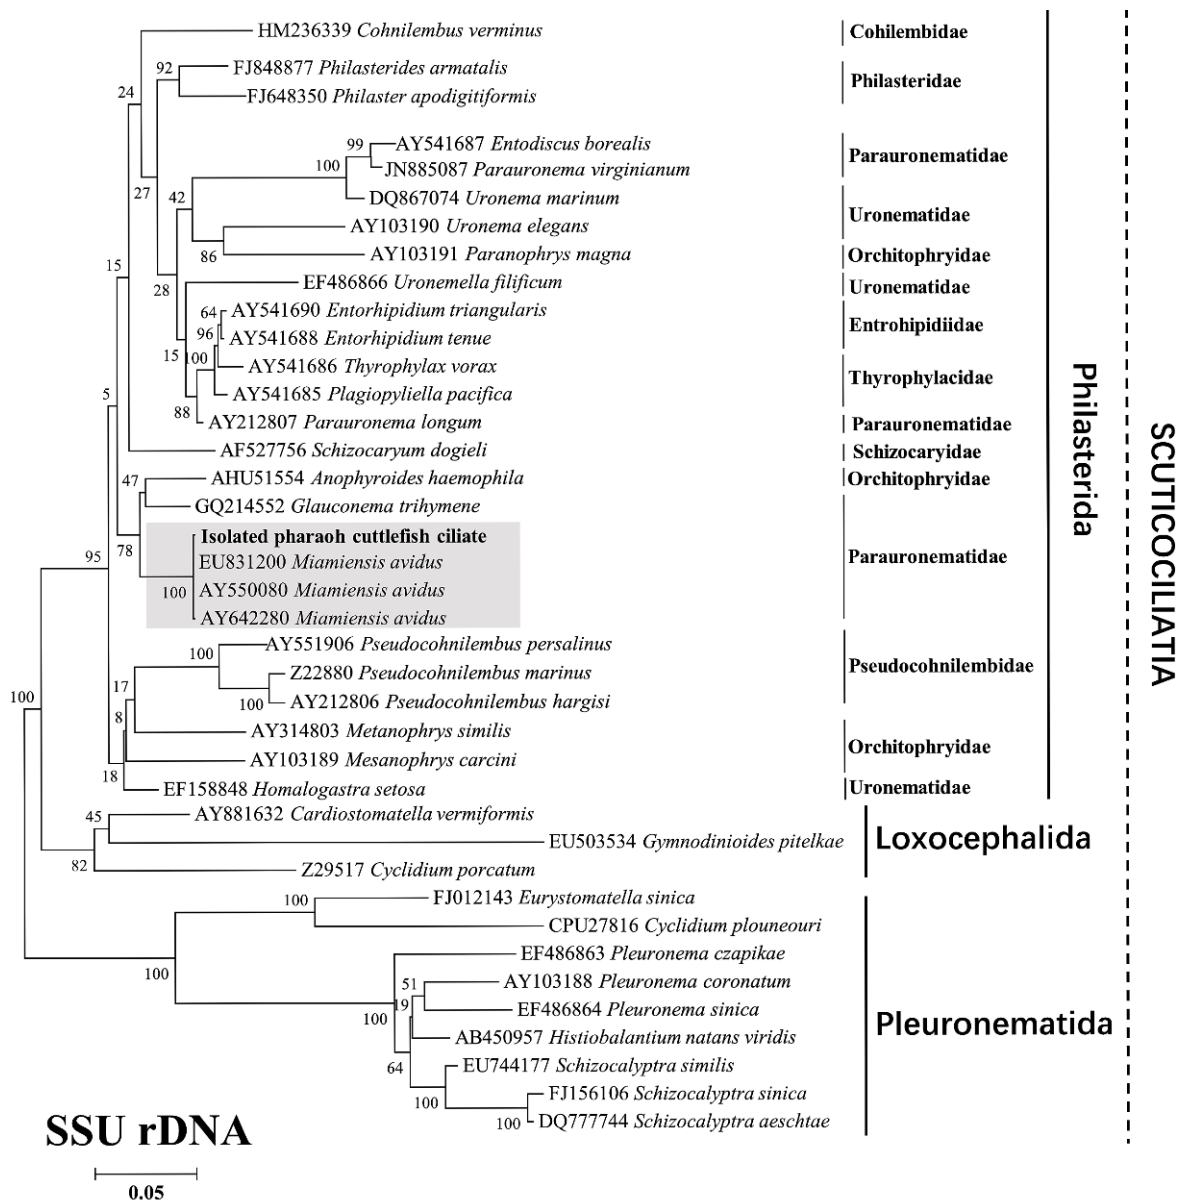 HM236339 Cohnilembus verminus
Cohilembidae
92
FJ848877 Philasterides armatalis
Philasteridae
24
FJ648350 Philaster apodigitiformis
99
AY541687 Entodiscus borealis
Parauronematidae
100
JN885087 Parauronema virginianum
27
42
DQ867074 Uronema marinum
Uronematidae
AY103190 Uronema elegans
86
AY103191 Paranophrys magna
Orchitophryidae
15
28
EF486866 Uronemella filificum
Uronematidae
64
AY541690 Entorhipidium triangularis
Entrohipidiidae
96
AY541688 Entorhipidium tenue
15
100
AY541686 Thyrophylax vorax
Thyrophylacidae
5
AY541685 Plagiopyliella pacifica
88
AY212807 Parauronema longum
Parauronematidae
AF527756 Schizocaryum dogieli
Schizocaryidae
47
AHU51554 Anophyroides haemophila
Orchitophryidae
GQ214552 Glauconema trihymene
Isolated pharaoh cuttlefish ciliate
95
78
EU831200 Miamiensis avidus
Parauronematidae
100
AY550080 Miamiensis avidus
AY642280 Miamiensis avidus
100
AY551906 Pseudocohnilembus persalinus
Pseudocohnilembidae
Z22880 Pseudocohnilembus marinus
100
17
100
AY212806 Pseudocohnilembus hargisi
8
AY314803 Metanophrys similis
Orchitophryidae
AY103189 Mesanophrys carcini
18
EF158848 Homalogastra setosa
Uronematidae
Philasterida
SCUTICOCILIATIA
45
AY881632 Cardiostomatella vermiformis
EU503534 Gymnodinioides pitelkae
Loxocephalida
82
Z29517 Cyclidium porcatum
100
FJ012143 Eurystomatella sinica
CPU27816 Cyclidium plouneouri
100
EF486863 Pleuronema czapikae
51
AY103188 Pleuronema coronatum
19
100
EF486864 Pleuronema sinica
Pleuronematida
AB450957 Histiobalantium natans viridis
64
EU744177 Schizocalyptra similis
100
FJ156106 Schizocalyptra sinica
100
DQ777744 Schizocalyptra aeschtae
SSU rDNA
0.05